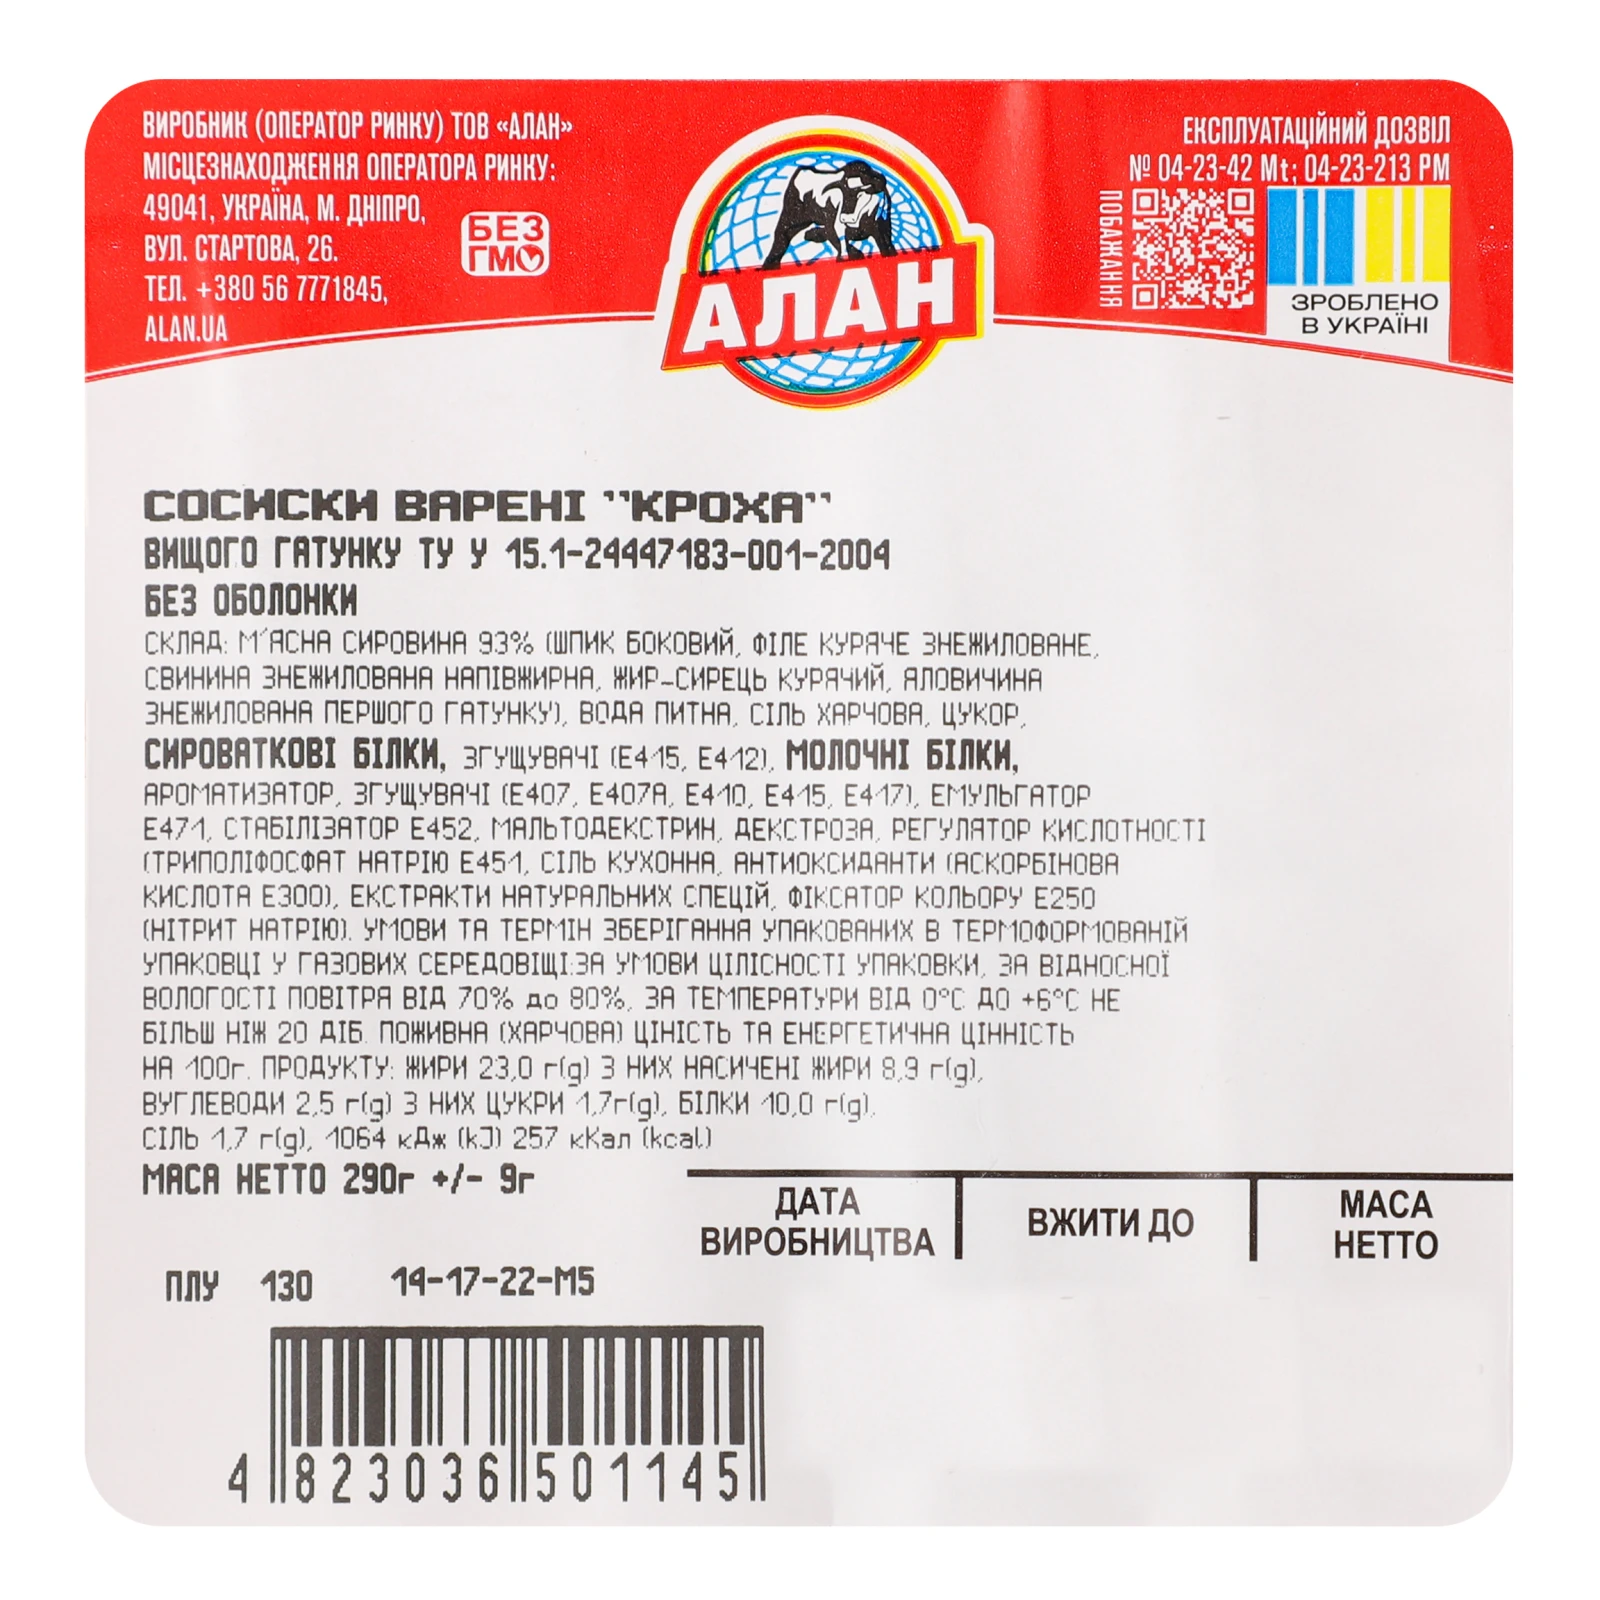 ВИРОБНИК (ОПЕРАТОР РИНКУ) ТОВ «АЛАН»
МІСЦЕЗНАХОДЖЕННЯ ОПЕРАТОРА РИНКУ:
49041, УКРАЇНА, М. ДНІПРО,
ВУЛ. СТАРТОВА, 26.
ТЕЛ. +380 56 7771845,
ALAN.UA
БЕЗ
ГМО
АЛАН
ЕКСПЛУАТАЦІЙНИЙ ДОЗВІЛ
№ 04-23-42 Mt; 04-23-213 PM
ПОБАЖАННЯ
ЗРОБЛЕНО
В УКРАЇНІ
СОСИСКИ ВАРЕНІ "КРОХА"
ВИЩОГО ГАТУНКУ ТУ У 15.1-24447183-001-2004
БЕЗ ОБОЛОНКИ
СКЛАД: М'ЯСНА СИРОВИНА 93% (ШПИК БОКОВИЙ, ФІЛЕ КУРЯЧЕ ЗНЕЖИЛОВАНЕ,
СВИНИНА ЗНЕЖИЛОВАНА НАПІВЖИРНА, ЖИР-СИРЕЦЬ КУРЯЧИЙ, ЯЛОВИЧИНА
ЗНЕЖИЛОВАНА ПЕРШОГО ГАТУНКУ), ВОДА ПИТНА, СІЛЬ ХАРЧОВА, ЦУКОР,
СИРОВАТКОВІ БІЛКИ, ЗГУЩУВАЧІ (Е415, Е412), МОЛОЧНІ БІЛКИ,
АРОМАТИЗАТОР, ЗГУЩУВАЧІ (Е407, Е407А, Е410, Е415, Е417), ЕМУЛЬГАТОР
Е471, СТАБІЛІЗАТОР Е452, МАЛЬТОДЕКСТРИН, ДЕКСТРОЗА, РЕГУЛЯТОР КИСЛОТНОСТІ
(ТРИПОЛІФОСФАТ НАТРІЮ Е451, СІЛЬ КУХОННА, АНТИОКСИДАНТИ (АСКОРБІНОВА
КИСЛОТА Е300), ЕКСТРАКТИ НАТУРАЛЬНИХ СПЕЦІЙ, ФІКСАТОР КОЛЬОРУ Е250
(НІТРИТ НАТРІЮ). УМОВИ ТА ТЕРМІН ЗБЕРІГАННЯ УПАКОВАНИХ В ТЕРМОФОРМОВАНІЙ
УПАКОВЦІ У ГАЗОВИХ СЕРЕДОВИЩІ:ЗА УМОВИ ЦІЛІСНОСТІ УПАКОВКИ, ЗА ВІДНОСНОЇ
ВОЛОГОСТІ ПОВІТРЯ ВІД 70% до 80%, ЗА ТЕМПЕРАТУРИ ВІД 0°С ДО +6°С НЕ
БІЛЬШ НІЖ 20 ДІБ. ПОЖИВНА (ХАРЧОВА) ЦІНІСТЬ ТА ЕНЕРГЕТИЧНА ЦІННІСТЬ
НА 100г. ПРОДУКТУ: ЖИРИ 23,0 г(g) З НИХ НАСИЧЕНІ ЖИРИ 8,9 г(g),
ВУГЛЕВОДИ 2,5 г(g) З НИХ ЦУКРИ 1,7г(g), БІЛКИ 10,0 г(g),
СІЛЬ 1,7 г(g), 1064 кДж (kJ) 257 кКал (kcal)
МАСА НЕТТО 290г +/- 9г
ДАТА
ВИРОБНИЦТВА
ВЖИТИ ДО
МАСА
НЕТТО
ПЛУ 130 14-17-22-М5
4 823036 501145